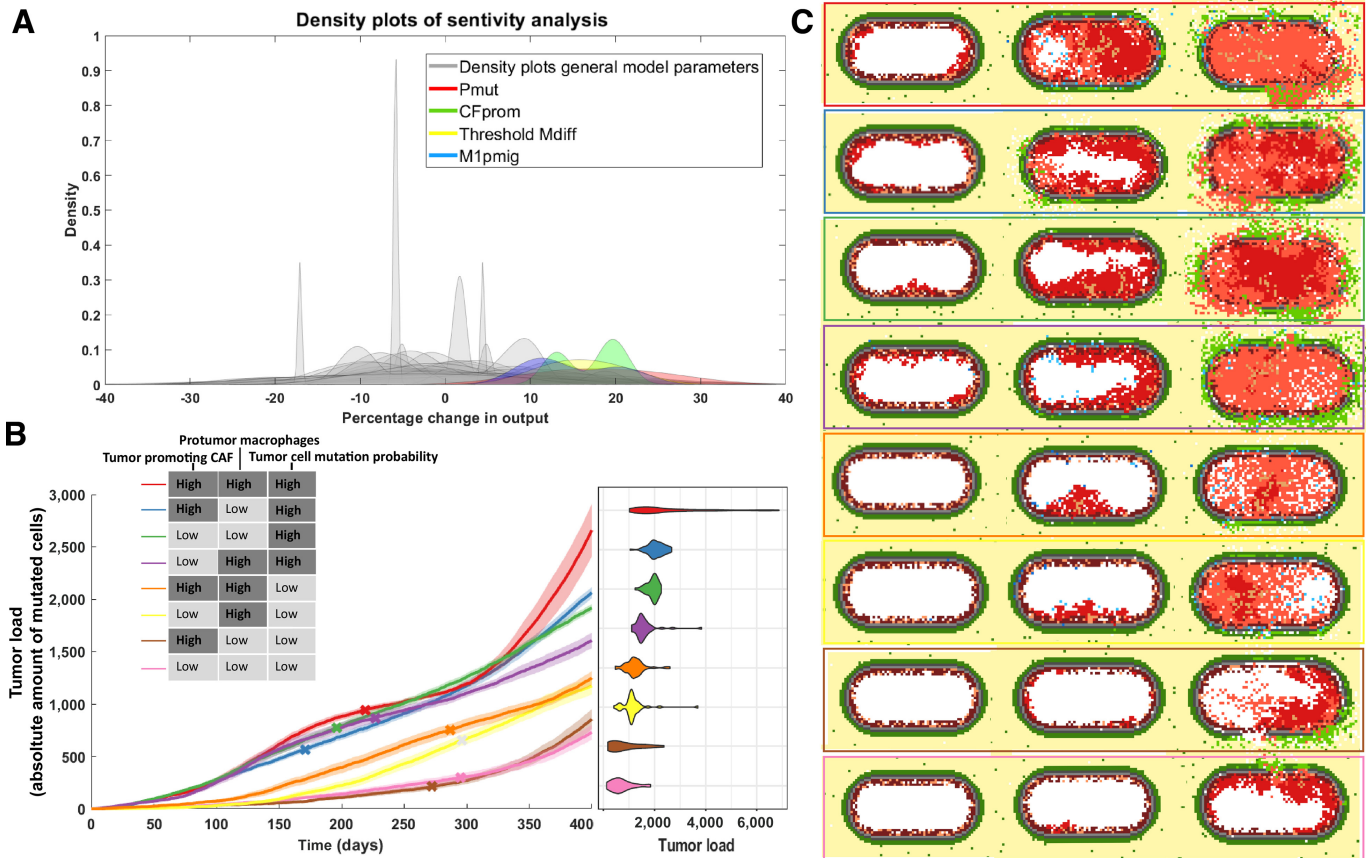 A
Density plots of sentivity analysis
1
0.9
0.8
0.7
0.6
0.5
0.4
0.3
0.2
0.1
0
Density
Density plots general model parameters
Pmut
CFprom
Threshold Mdiff
M1pmig
-40
-30
-20
-10
0
10
20
30
40
Percentage change in output
B
Protumor macrophages
Tumor promoting CAF
Tumor cell mutation probability
High High High
High Low High
Low Low High
Low High High
High High Low
Low High Low
High Low Low
Low Low Low
Tumor load
(absoltute amount of mutated cells)
3,000
2,500
2,000
1,500
1,000
500
0
0 50 100 150 200 250 300 350 400
Time (days)
2,000 4,000 6,000
Tumor load
C